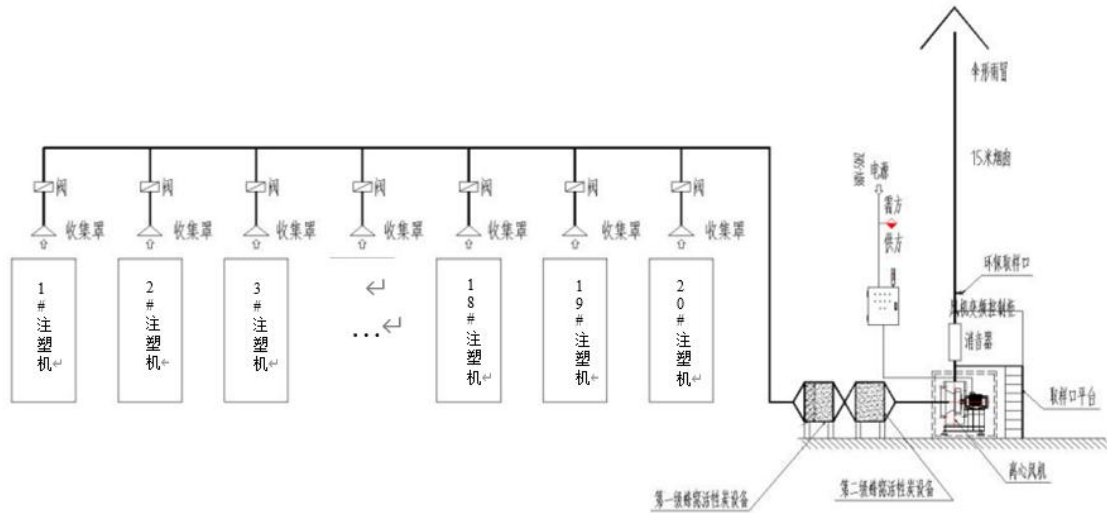 伞形雨冒
15米烟囱
380V
电源
需方
供方
阀
阀
阀
阀
阀
阀
阀
收集罩
收集罩
收集罩
收集罩
收集罩
收集罩
收集罩
1#注塑机
2#注塑机
3#注塑机
...
18#注塑机
19#注塑机
20#注塑机
环保取样口
风机变频控制柜
消音器
取样口平台
离心风机
第一级蜂窝活性炭设备
第二级蜂窝活性炭设备